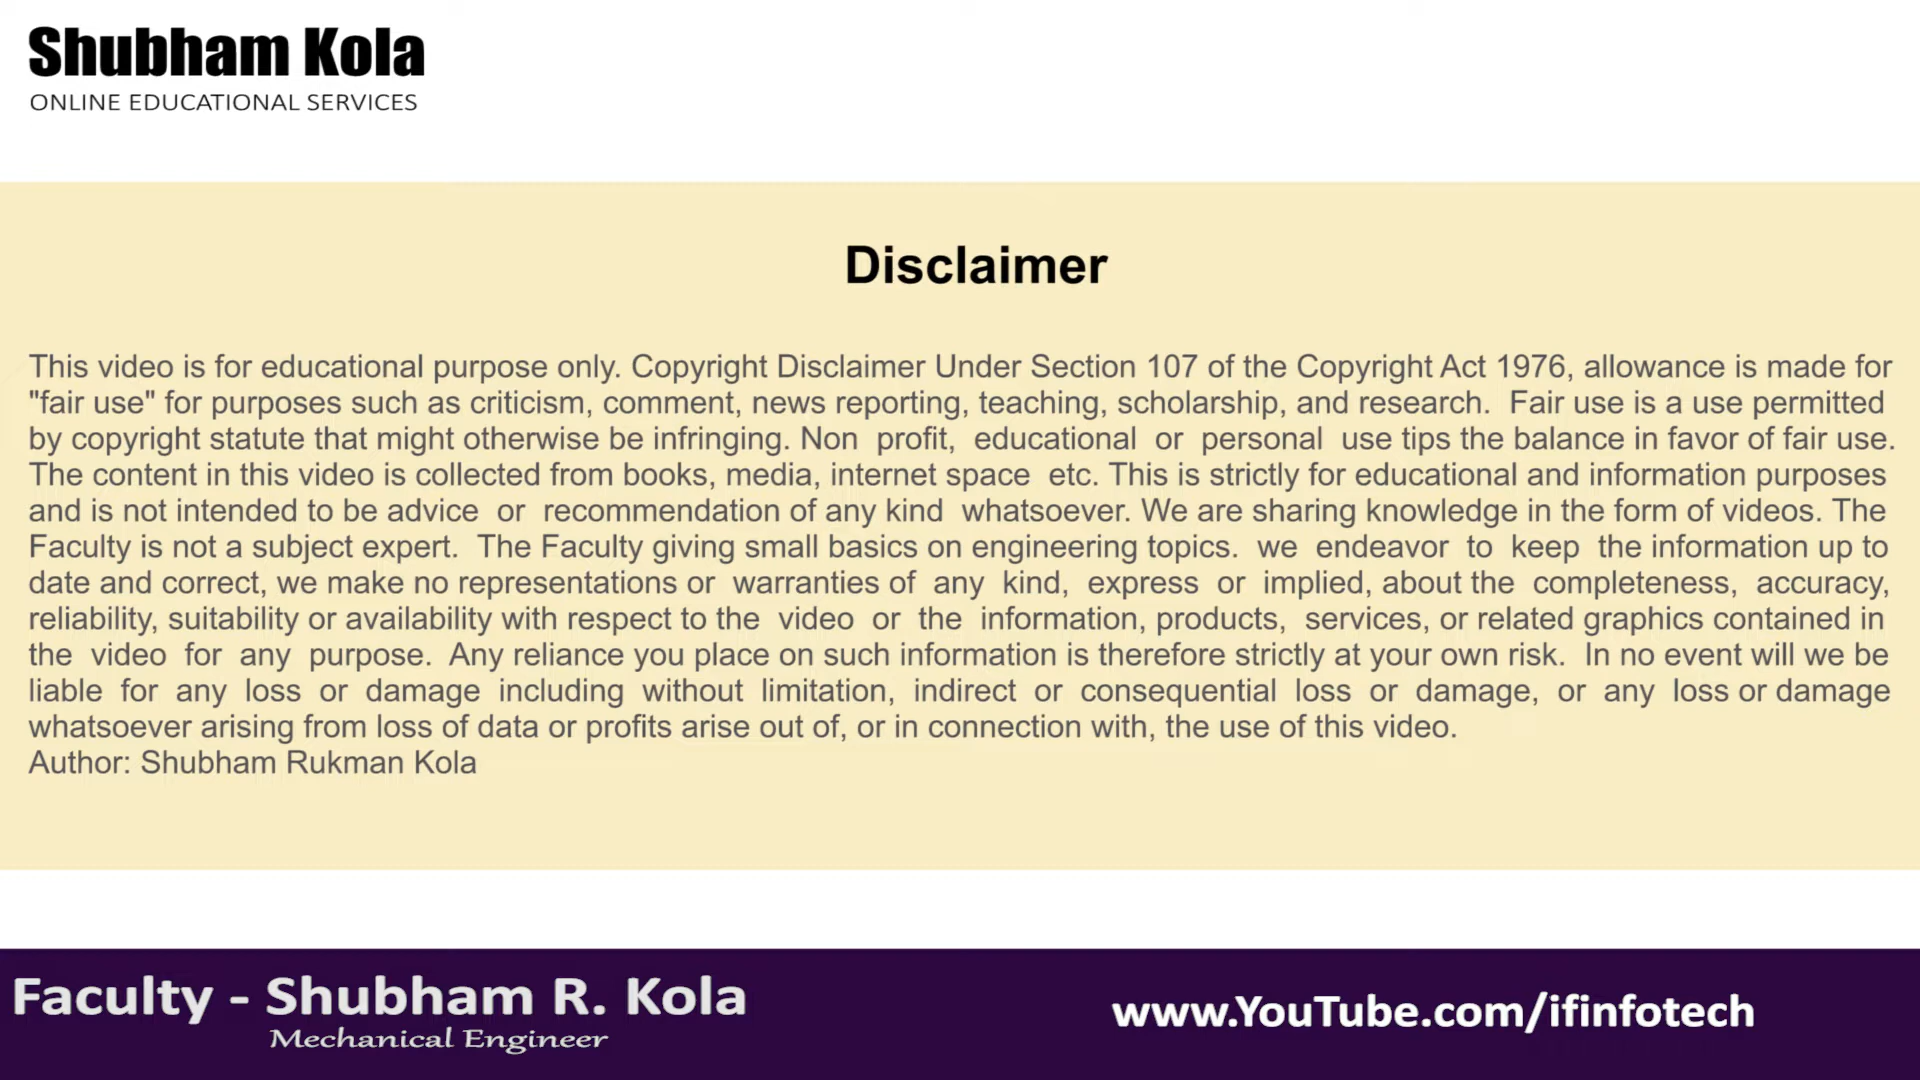 Shubham Kola
ONLINE EDUCATIONAL SERVICES
Disclaimer
This video is for educational purpose only. Copyright Disclaimer Under Section 107 of the Copyright Act 1976, allowance is made for
"fair use" for purposes such as criticism, comment, news reporting, teaching, scholarship, and research. Fair use is a use permitted
by copyright statute that might otherwise be infringing. Non profit, educational or personal use tips the balance in favor of fair use.
The content in this video is collected from books, media, internet space etc. This is strictly for educational and information purposes
and is not intended to be advice or recommendation of any kind whatsoever. We are sharing knowledge in the form of videos. The
Faculty is not a subject expert. The Faculty giving small basics on engineering topics. we endeavor to keep the information up to
date and correct, we make no representations or warranties of any kind, express or implied, about the completeness, accuracy,
reliability, suitability or availability with respect to the video or the information, products, services, or related graphics contained in
the video for any purpose. Any reliance you place on such information is therefore strictly at your own risk. In no event will we be
liable for any loss or damage including without limitation, indirect or consequential loss or damage, or any loss or damage
whatsoever arising from loss of data or profits arise out of, or in connection with, the use of this video.
Author: Shubham Rukman Kola
Faculty - Shubham R. Kola
Mechanical Engineer
www.YouTube.com/ifinfotech